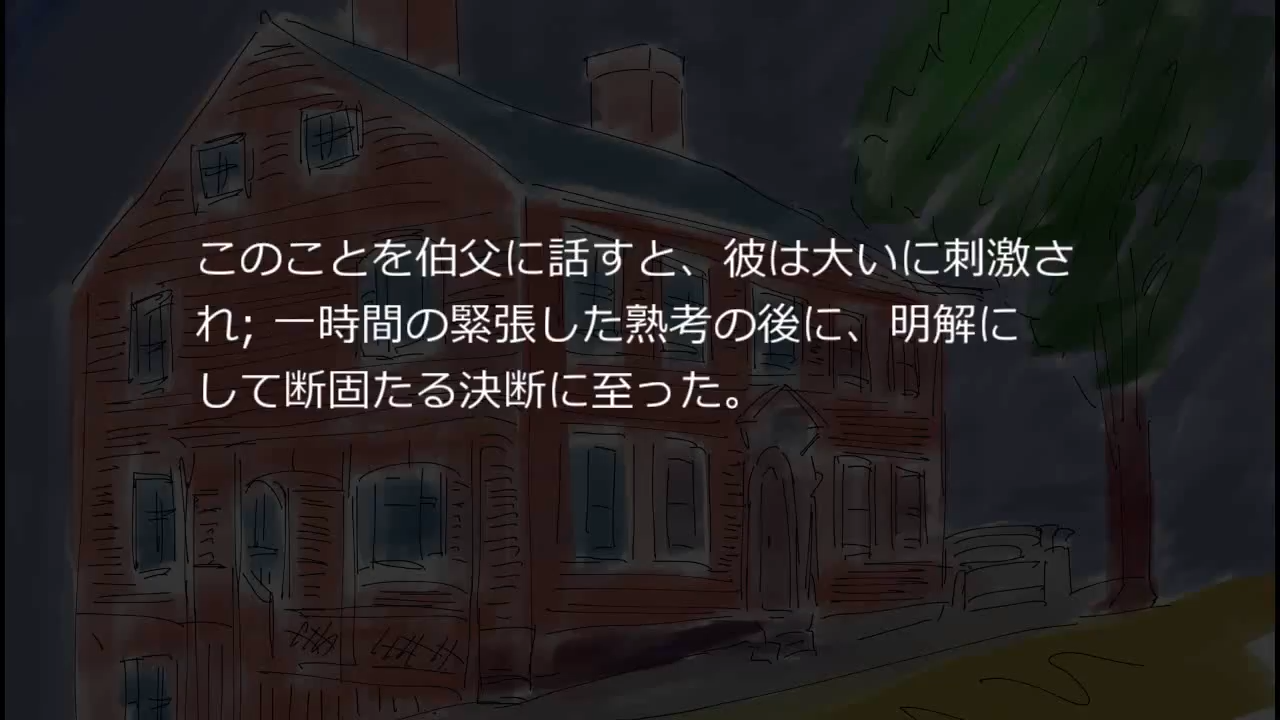 このことを伯父に話すと、彼は大いに刺激さ
れ; 一時間の緊張した熟考の後に、明解に
して断固たる決断に至った。